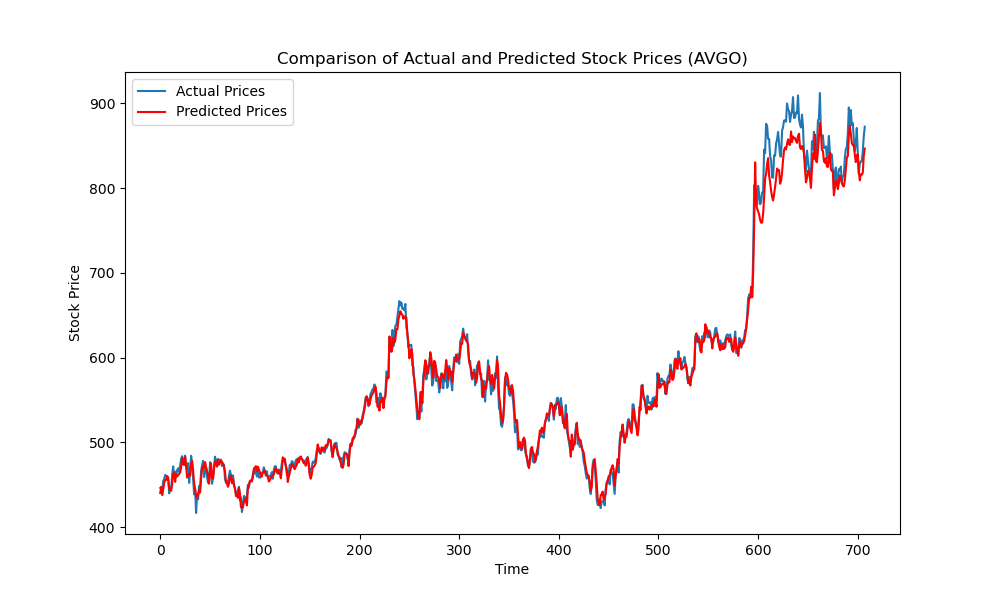 Comparison of Actual and Predicted Stock Prices (AVGO)
Actual Prices
Predicted Prices
Stock Price
900
800
700
600
500
400
0 100 200 300 400 500 600 700
Time